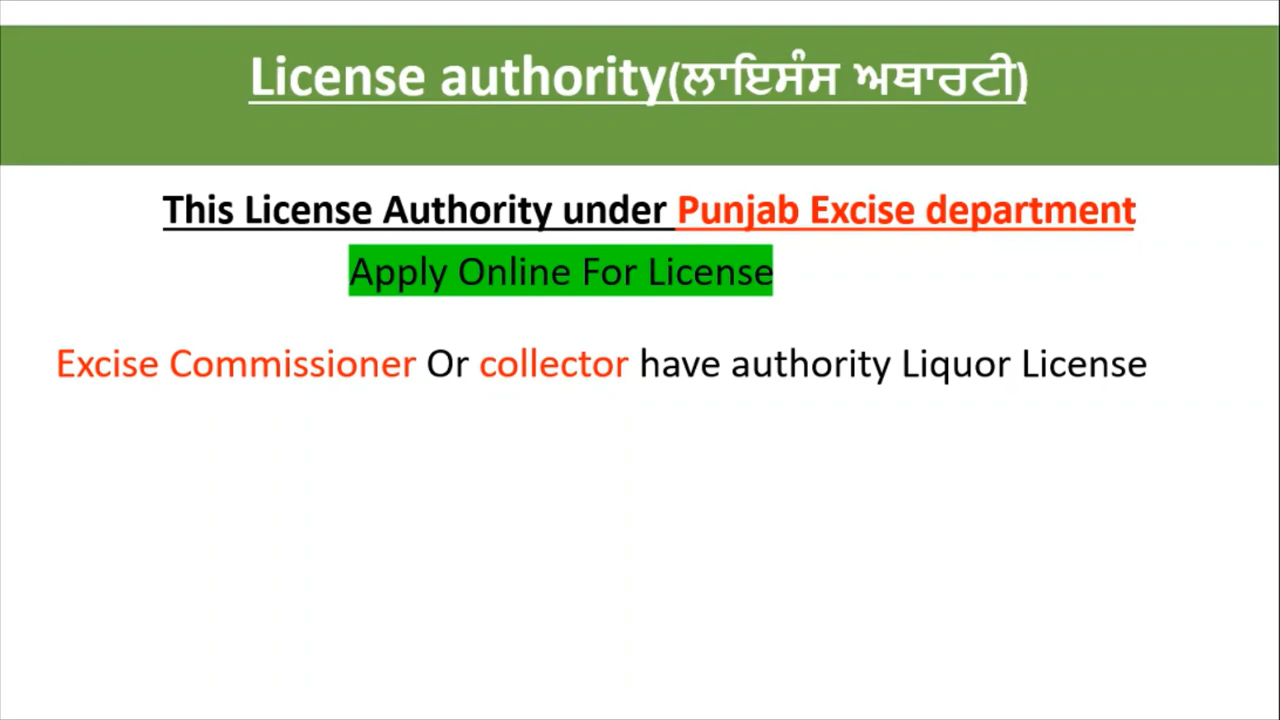 License authority(ਲਾਇਸੰਸ ਅਥਾਰਟੀ)
This License Authority under Punjab Excise department
Apply Online For License
Excise Commissioner Or collector have authority Liquor License